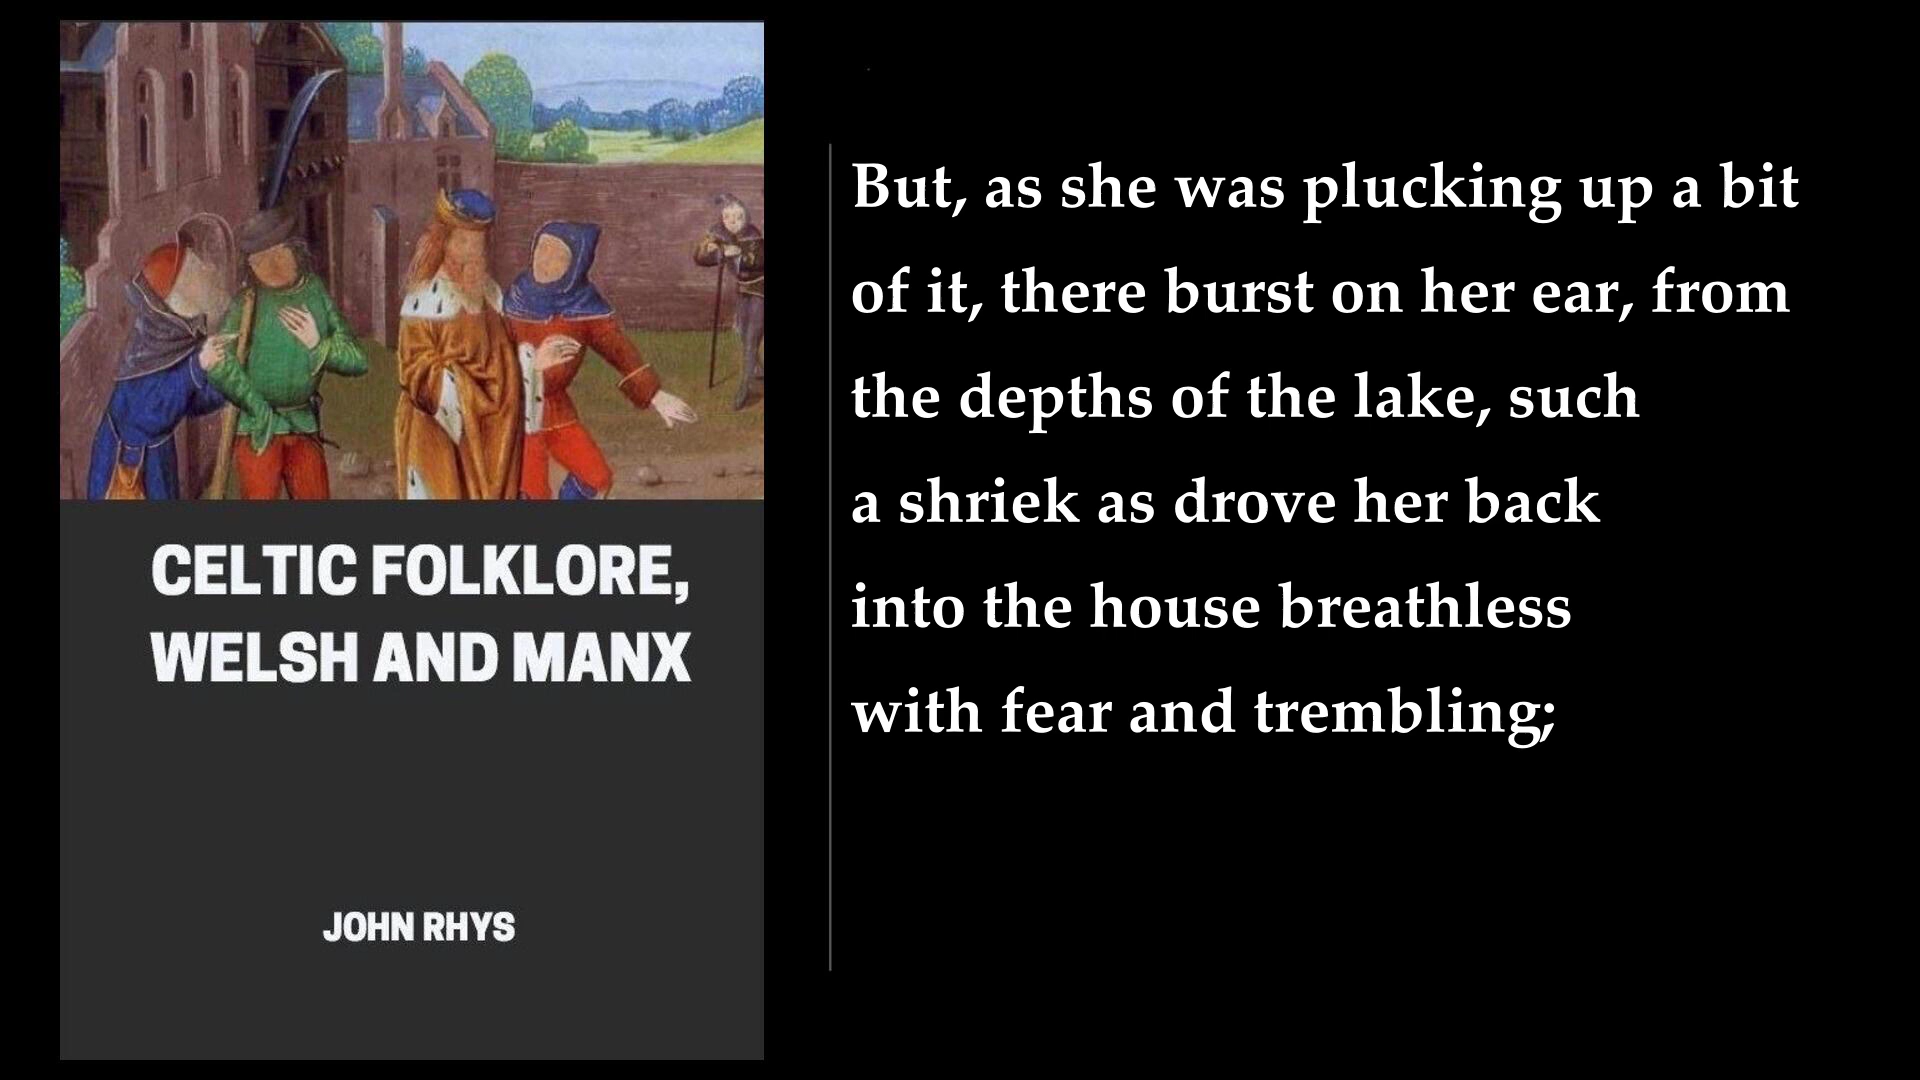 CELTIC FOLKLORE,
WELSH AND MANX
JOHN RHYS
But, as she was plucking up a bit
of it, there burst on her ear, from
the depths of the lake, such
a shriek as drove her back
into the house breathless
with fear and trembling;